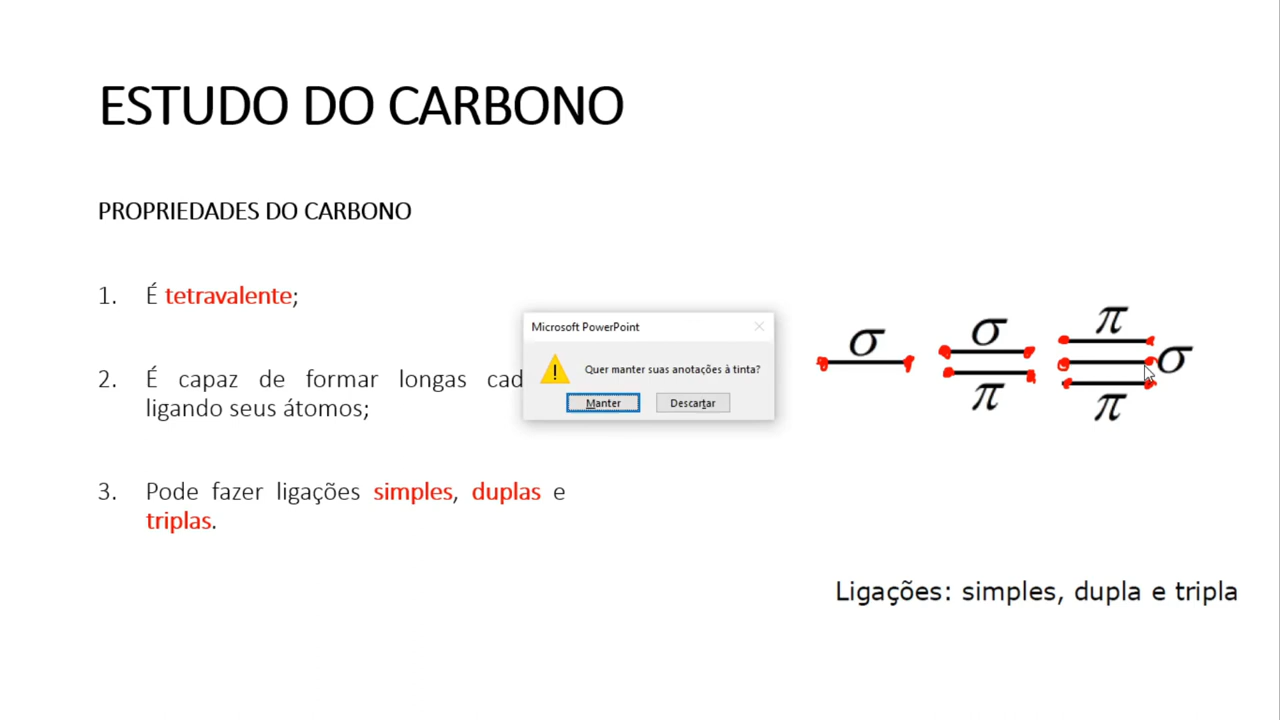 ESTUDO DO CARBONO
PROPRIEDADES DO CARBONO
1. É tetravalente;
2. É capaz de formar longas
ligando seus átomos;
3. Pode fazer ligações simples, duplas e
triplas.
Microsoft PowerPoint
Quer manter suas anotações à tinta?
Manter Descartar
σ
σ
π
π
σ
π
Ligações: simples, dupla e tripla